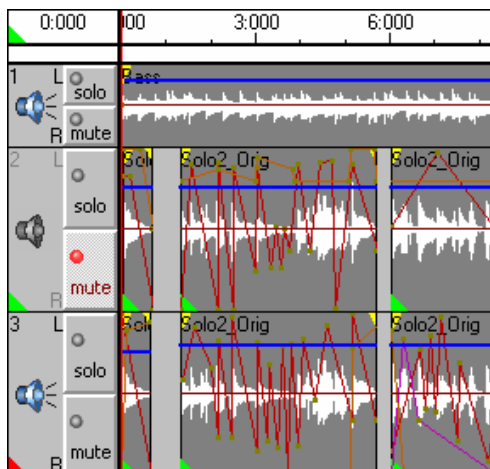 0:000 000 3:000 6:000
1 L solo Bass
R mute
2 L Solo2_Orig Solo2_Orig
solo
mute
R
3 L Solo2_Orig Solo2_Orig
solo
mute
R